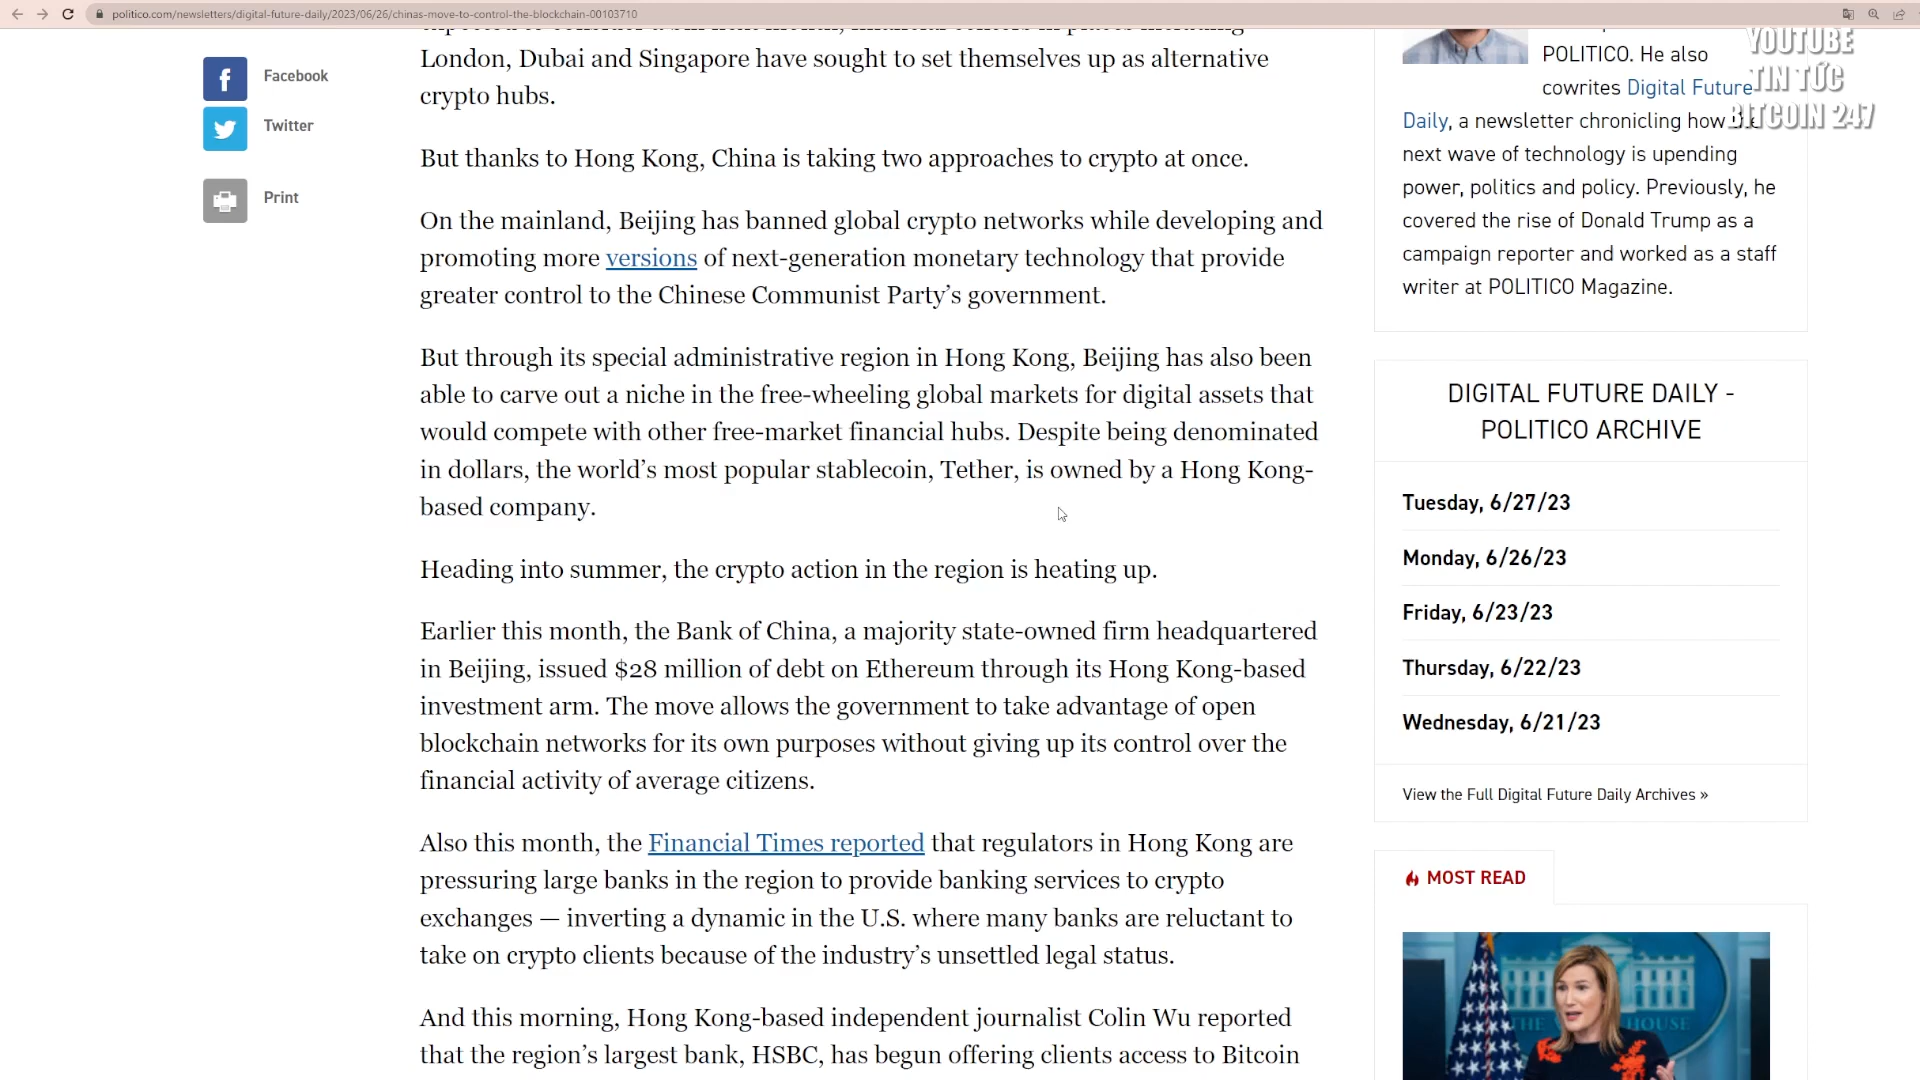 politico.com/newsletters/digital-future-daily/2023/06/26/chinas-move-to-control-the-blockchain-00103710
Facebook
Twitter
Print
London, Dubai and Singapore have sought to set themselves up as alternative
crypto hubs.
But thanks to Hong Kong, China is taking two approaches to crypto at once.
On the mainland, Beijing has banned global crypto networks while developing and
promoting more versions of next-generation monetary technology that provide
greater control to the Chinese Communist Party’s government.
But through its special administrative region in Hong Kong, Beijing has also been
able to carve out a niche in the free-wheeling global markets for digital assets that
would compete with other free-market financial hubs. Despite being denominated
in dollars, the world’s most popular stablecoin, Tether, is owned by a Hong Kong-
based company.
Heading into summer, the crypto action in the region is heating up.
Earlier this month, the Bank of China, a majority state-owned firm headquartered
in Beijing, issued $28 million of debt on Ethereum through its Hong Kong-based
investment arm. The move allows the government to take advantage of open
blockchain networks for its own purposes without giving up its control over the
financial activity of average citizens.
Also this month, the Financial Times reported that regulators in Hong Kong are
pressuring large banks in the region to provide banking services to crypto
exchanges — inverting a dynamic in the U.S. where many banks are reluctant to
take on crypto clients because of the industry’s unsettled legal status.
And this morning, Hong Kong-based independent journalist Colin Wu reported
that the region’s largest bank, HSBC, has begun offering clients access to Bitcoin
YOUTUBE
TIN TỨC
BITCOIN 247
POLITICO. He also
cowrites Digital Future
Daily, a newsletter chronicling how the
next wave of technology is upending
power, politics and policy. Previously, he
covered the rise of Donald Trump as a
campaign reporter and worked as a staff
writer at POLITICO Magazine.
DIGITAL FUTURE DAILY -
POLITICO ARCHIVE
Tuesday, 6/27/23
Monday, 6/26/23
Friday, 6/23/23
Thursday, 6/22/23
Wednesday, 6/21/23
View the Full Digital Future Daily Archives »
MOST READ